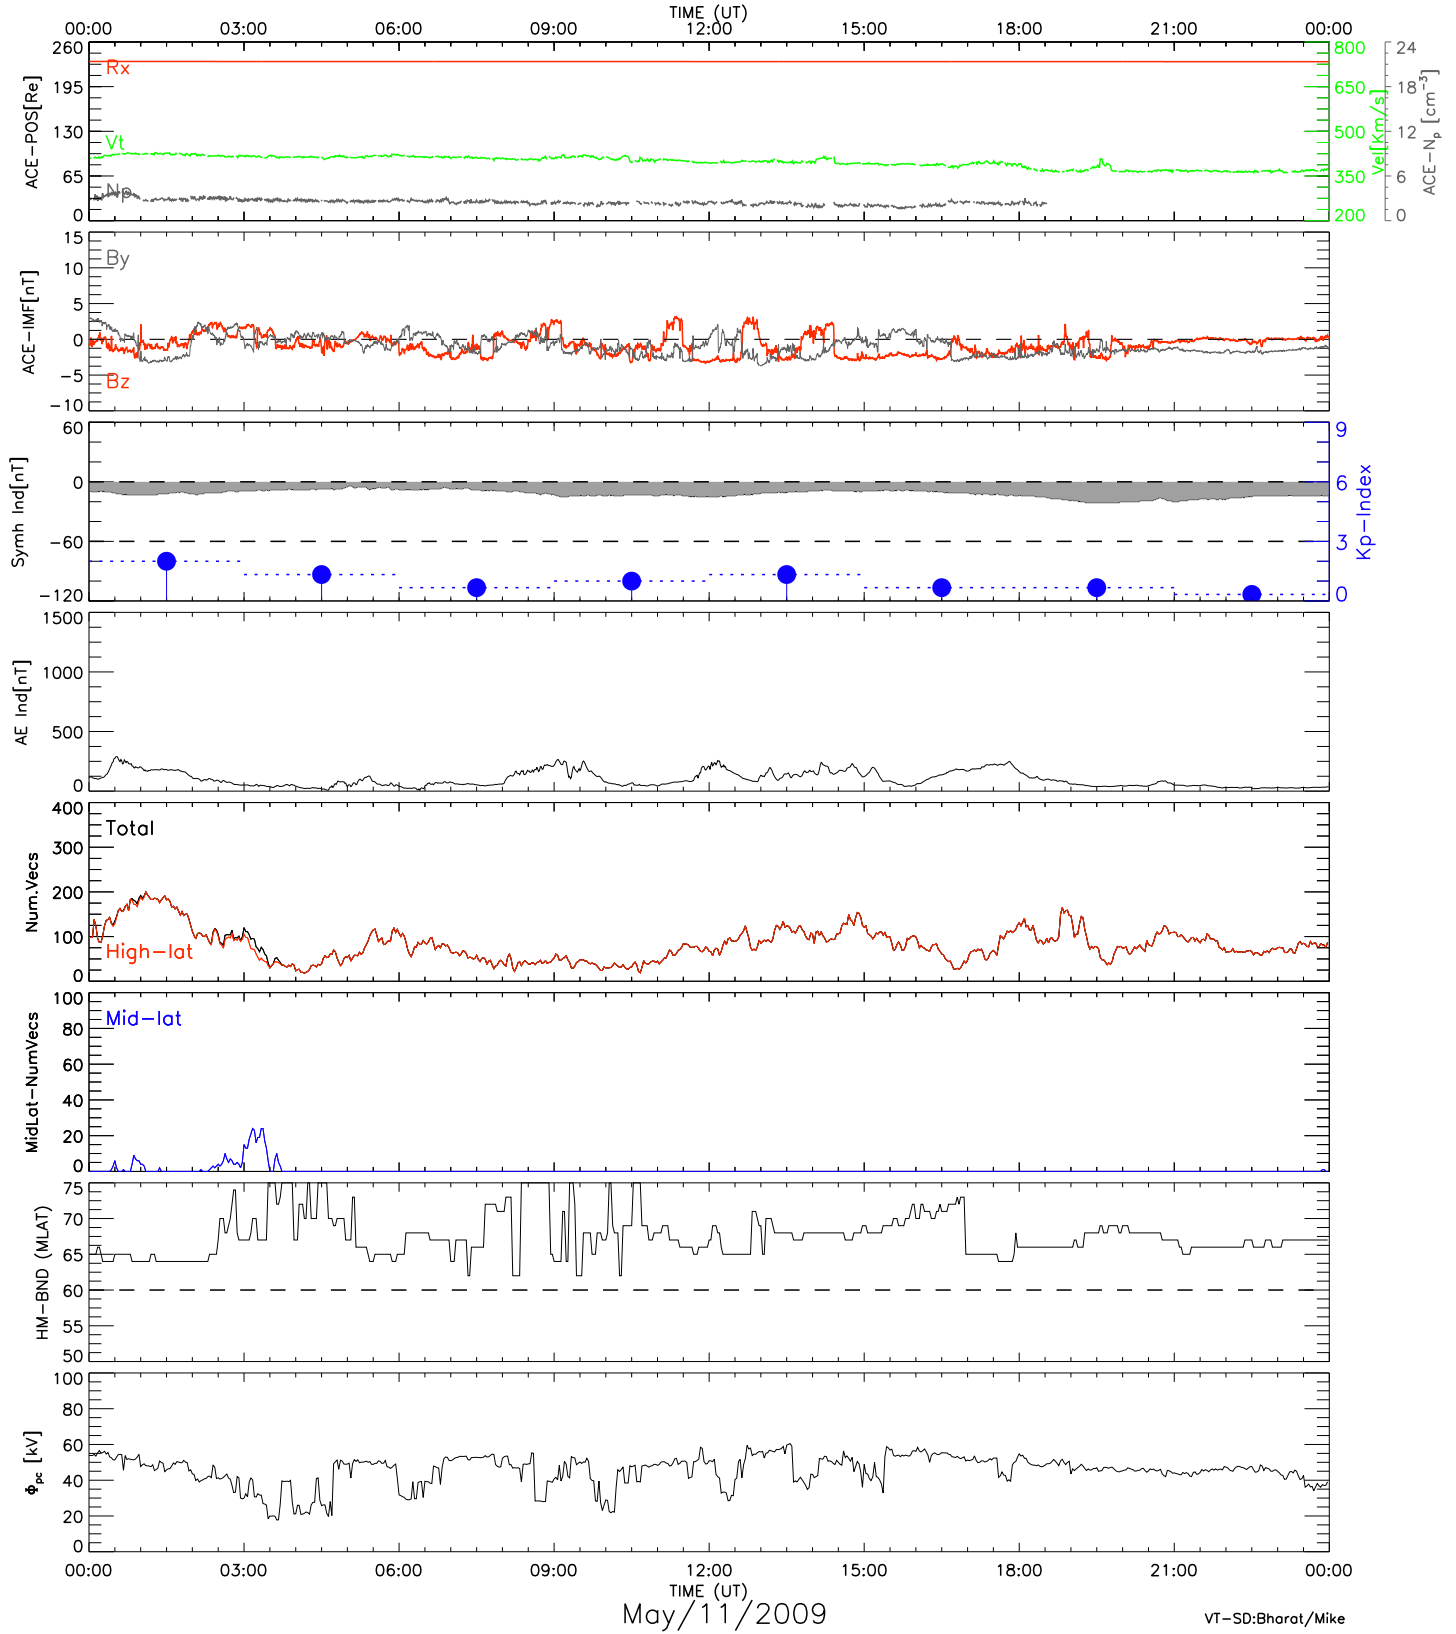 TIME (UT)
00:00 03:00 06:00 09:00 12:00 15:00 18:00 21:00 00:00
ACE-POS[Re]
260
195
130
65
0
Rx
Vt
Np
800
650
500
350
200
Vel[Km/s]
24
18
12
6
0
ACE-Np [cm-3]
ACE-IMF[nT]
15
10
5
0
-5
-10
By
Bz
Symh Ind[nT]
60
0
-60
-120
9
6
3
0
Kp-Index
AE Ind[nT]
1500
1000
500
0
Num.Vecs
400
300
200
100
0
Total
High-lat
MidLat-NumVecs
100
80
60
40
20
0
Mid-lat
HM-BND (MLAT)
75
70
65
60
55
50
Φpc [kV]
100
80
60
40
20
0
00:00 03:00 06:00 09:00 12:00 15:00 18:00 21:00 00:00
TIME (UT)
May/11/2009
VT-SD:Bharat/Mike